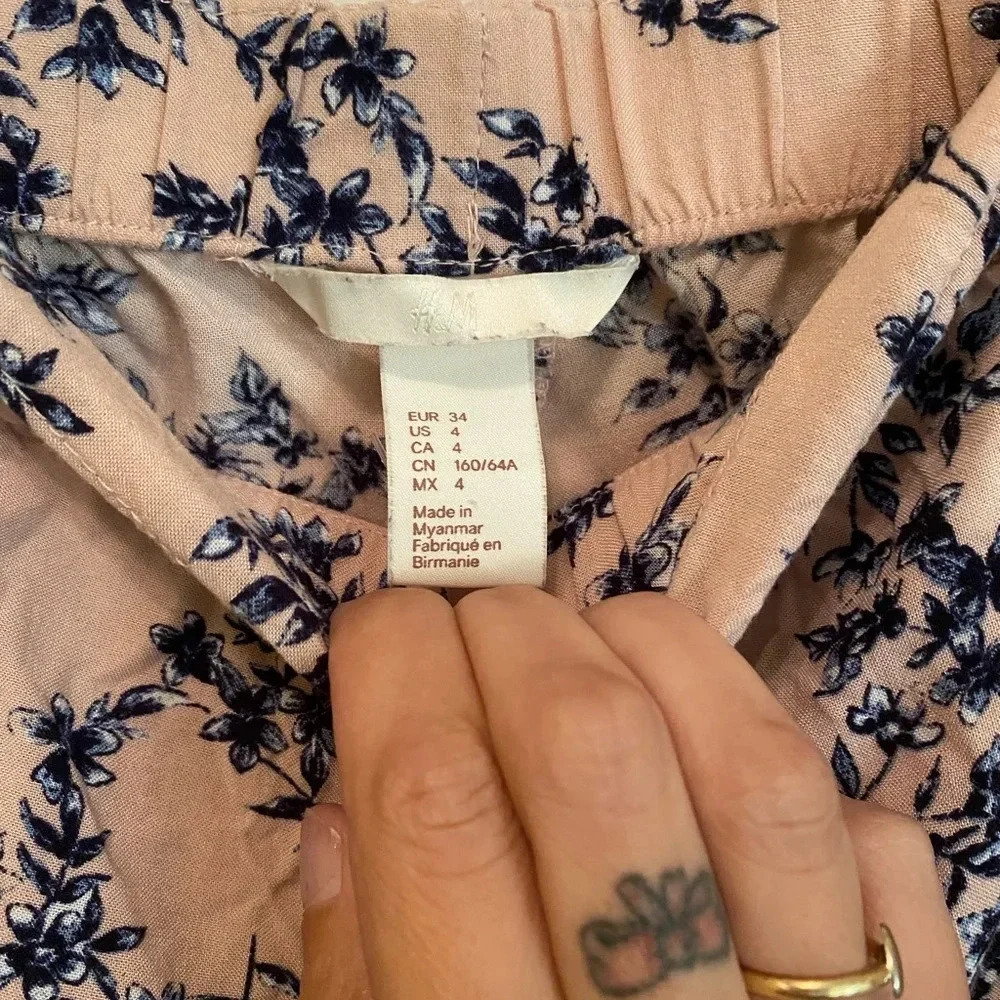 H&M
EUR 34
US 4
CA 4
CN 160/64A
MX 4
Made in
Myanmar
Fabriqué en
Birmanie